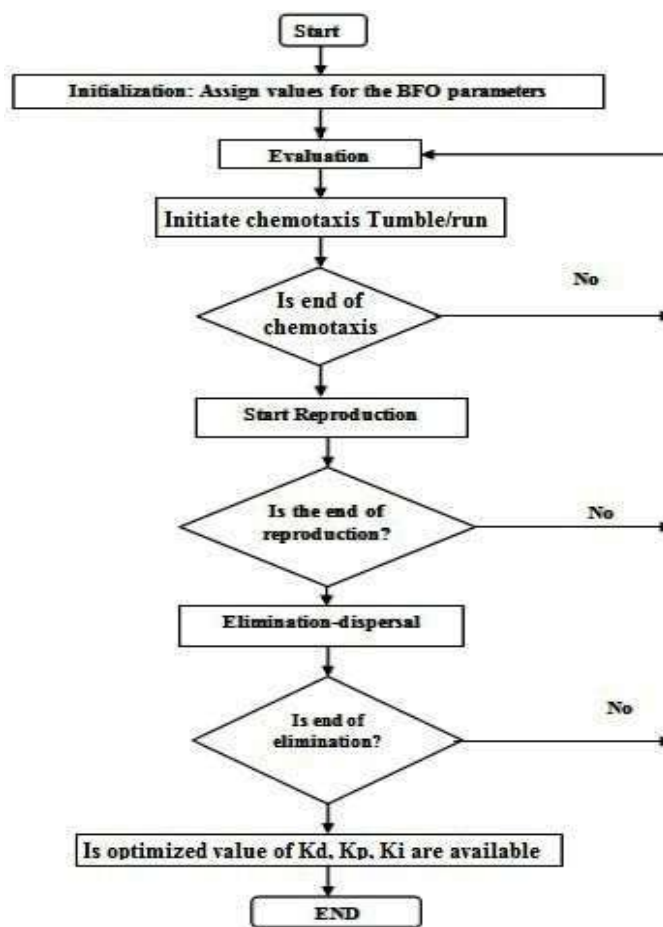 Start
Initialization: Assign values for the BFO parameters
Evaluation
Initiate chemotaxis Tumble/run
No
Is end of
chemotaxis
Start Reproduction
Is the end of
reproduction?
No
Elimination-dispersal
No
Is end of
elimination?
Is optimized value of Kd, Kp, Ki are available
END